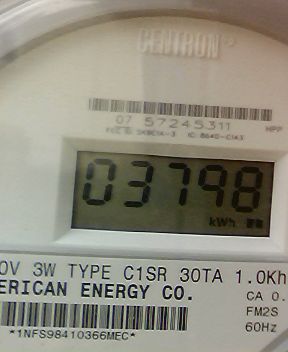 CENTRON
07 57245311
HPP
03798
kWh
0V 3W TYPE C1SR 30TA 1.0Kh
ERICAN ENERGY CO.
CA 0.
FM2S
60Hz
*1NFS98410366MEC*